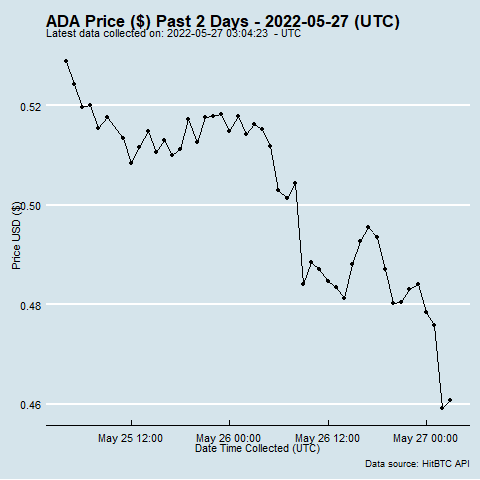 ADA Price ($) Past 2 Days - 2022-05-27 (UTC)
Latest data collected on: 2022-05-27 03:04:23  - UTC
0.52
0.50
0.48
0.46
Price USD ($)
May 25 12:00
May 26 00:00
May 26 12:00
May 27 00:00
Date Time Collected (UTC)
Data source: HitBTC API